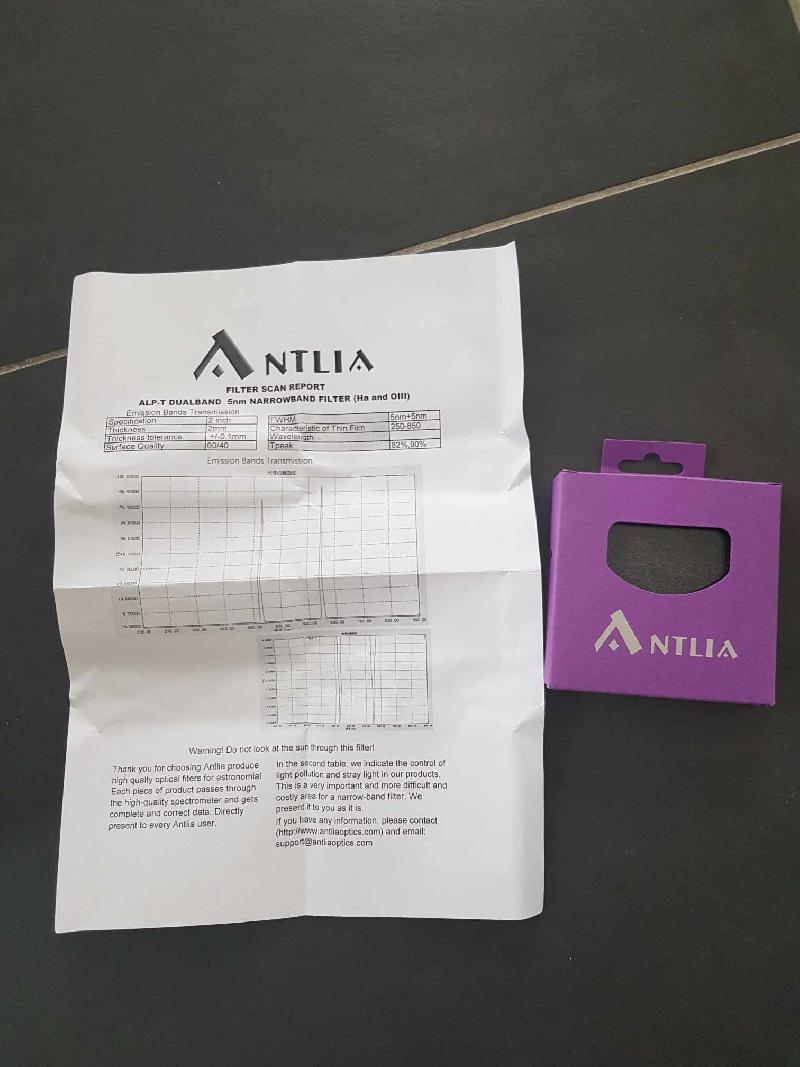 ANTLIA
FILTER SCAN REPORT
ALP-T DUALBAND 5nm NARROWBAND FILTER (Ha and OIII)
Emission Bands Transmission
Specification 2 inch
Thickness 2mm
Thickness tolerance +/-0.1mm
Surface Quality 60/40
FWHM 5nm+5nm
Characteristic of Thin Film 250-850
Wavelength
Tpeak 82%,90%
Emission Bands Transmission
Warning! Do not look at the sun through this filter!
Thank you for choosing Antlia produce
high quality optical filters for astronomial
Each piece of product passes through
the high-quality spectrometer and gets
complete and correct data. Directly
present to every Antlia user.
In the second table, we indicate the control of
light pollution and stray light in our products.
This is a very important and more difficult and
costly area for a narrow-band filter. We
present it to you as it is.
If you have any information, please contact
(http://www.antliaoptics.com) and email:
support@antliaoptics.com
ANTLIA